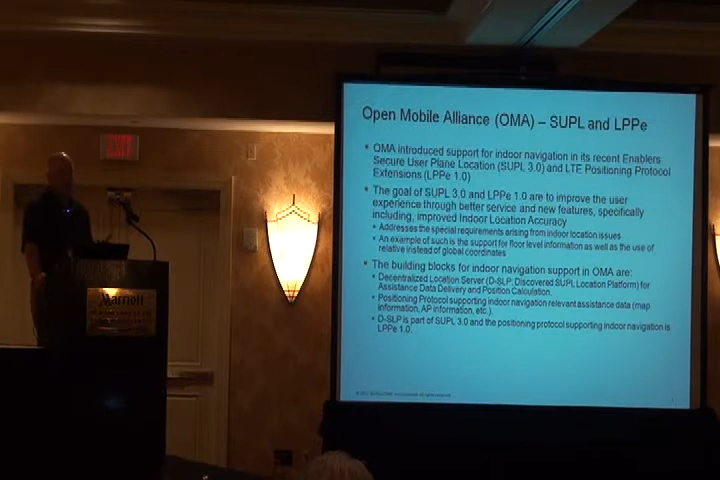 EXIT
Open Mobile Alliance (OMA) – SUPL and LPPe
• OMA introduced support for indoor navigation in its recent Enablers
Secure User Plane Location (SUPL 3.0) and LTE Positioning Protocol
Extensions (LPPe 1.0)
• The goal of SUPL 3.0 and LPPe 1.0 are to improve the user
experience through better service and new features, specifically
including, improved Indoor Location Accuracy
• Addresses the special requirements arising from indoor location issues
• An example of such is the support for floor level information as well as the use of
relative instead of global coordinates
• The building blocks for indoor navigation support in OMA are:
• Decentralized Location Server (D-SLP: Discovered SUPL Location Platform) for
Assistance Data Delivery and Position Calculation,
• Positioning Protocol supporting indoor navigation relevant assistance data (map
information, AP information, etc.).
• D-SLP is part of SUPL 3.0 and the positioning protocol supporting indoor navigation is
LPPe 1.0.
Marriott